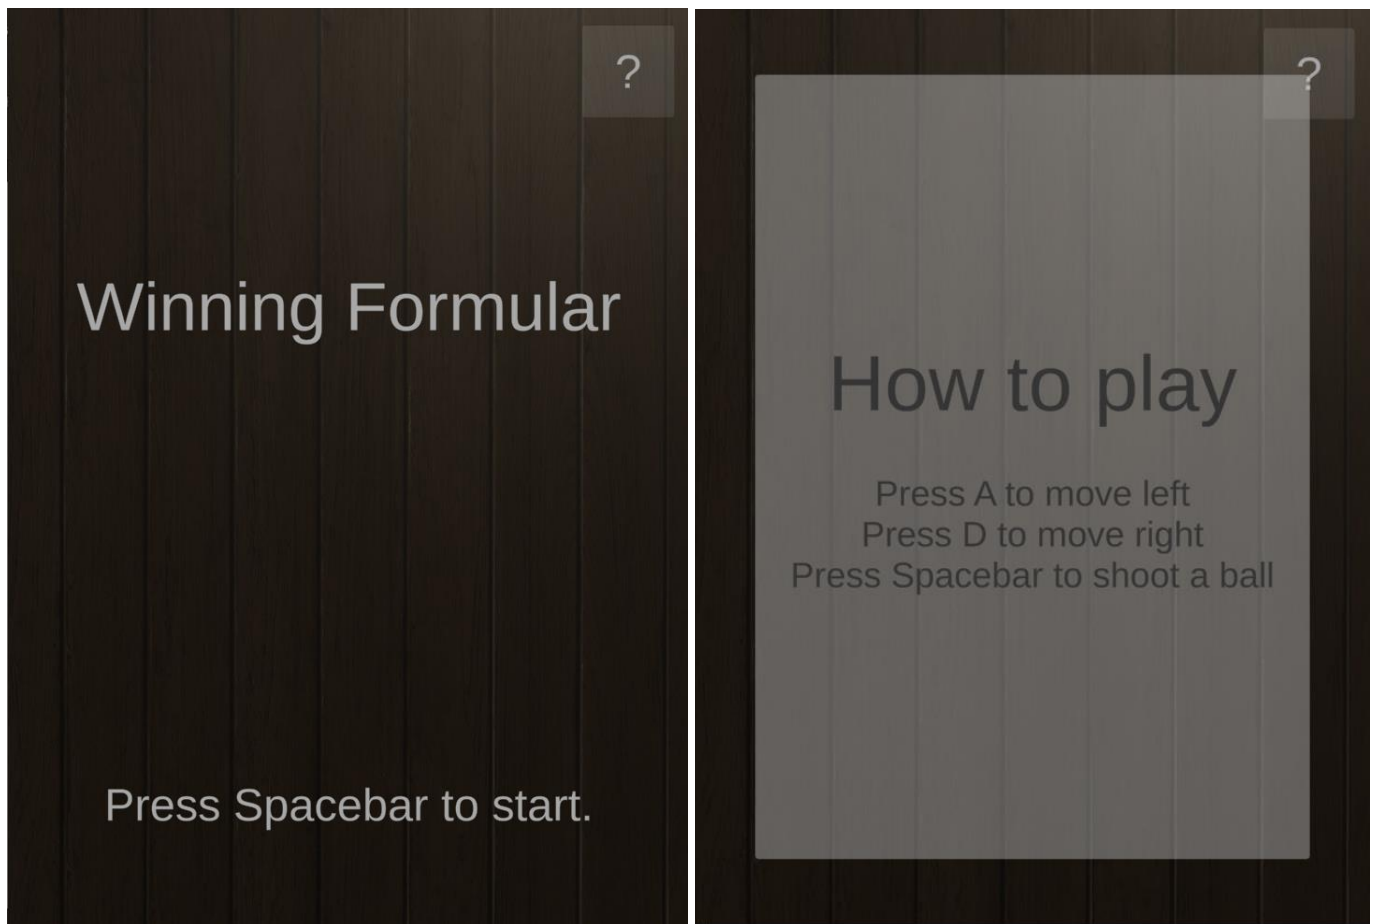 ?
Winning Formular
Press Spacebar to start.
?
How to play
Press A to move left
Press D to move right
Press Spacebar to shoot a ball